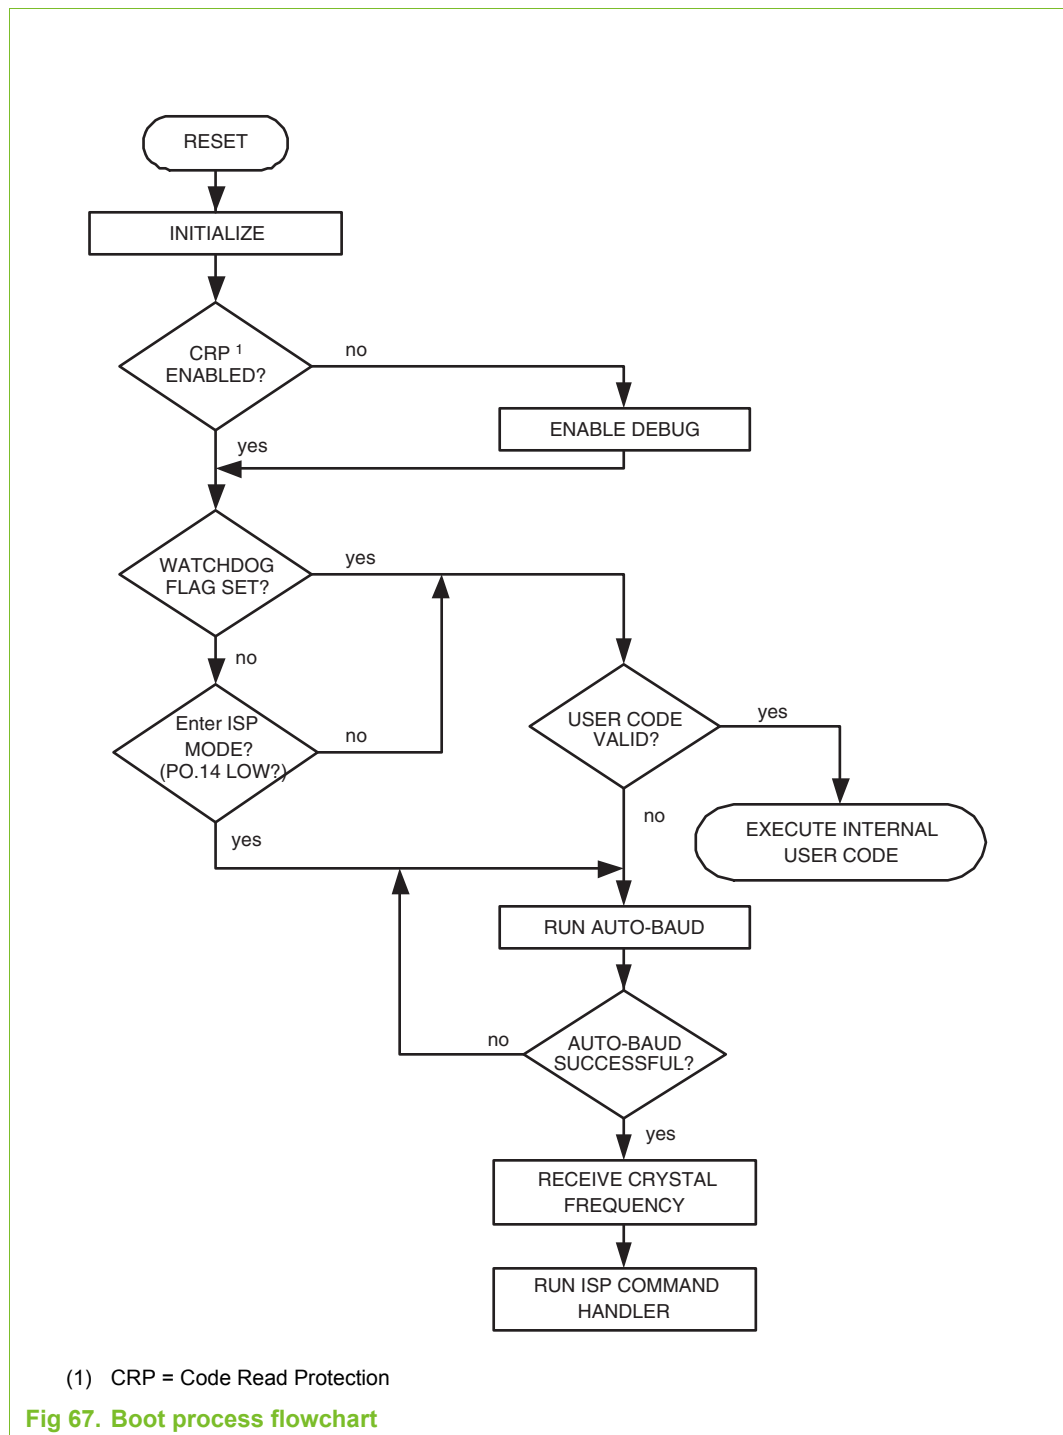 RESET
INITIALIZE
CRP 1
ENABLED?
no
ENABLE DEBUG
yes
WATCHDOG
FLAG SET?
yes
no
Enter ISP
MODE?
(PO.14 LOW?)
no
yes
USER CODE
VALID?
yes
no
EXECUTE INTERNAL
USER CODE
RUN AUTO-BAUD
AUTO-BAUD
SUCCESSFUL?
no
yes
RECEIVE CRYSTAL
FREQUENCY
RUN ISP COMMAND
HANDLER
(1) CRP = Code Read Protection
Fig 67. Boot process flowchart